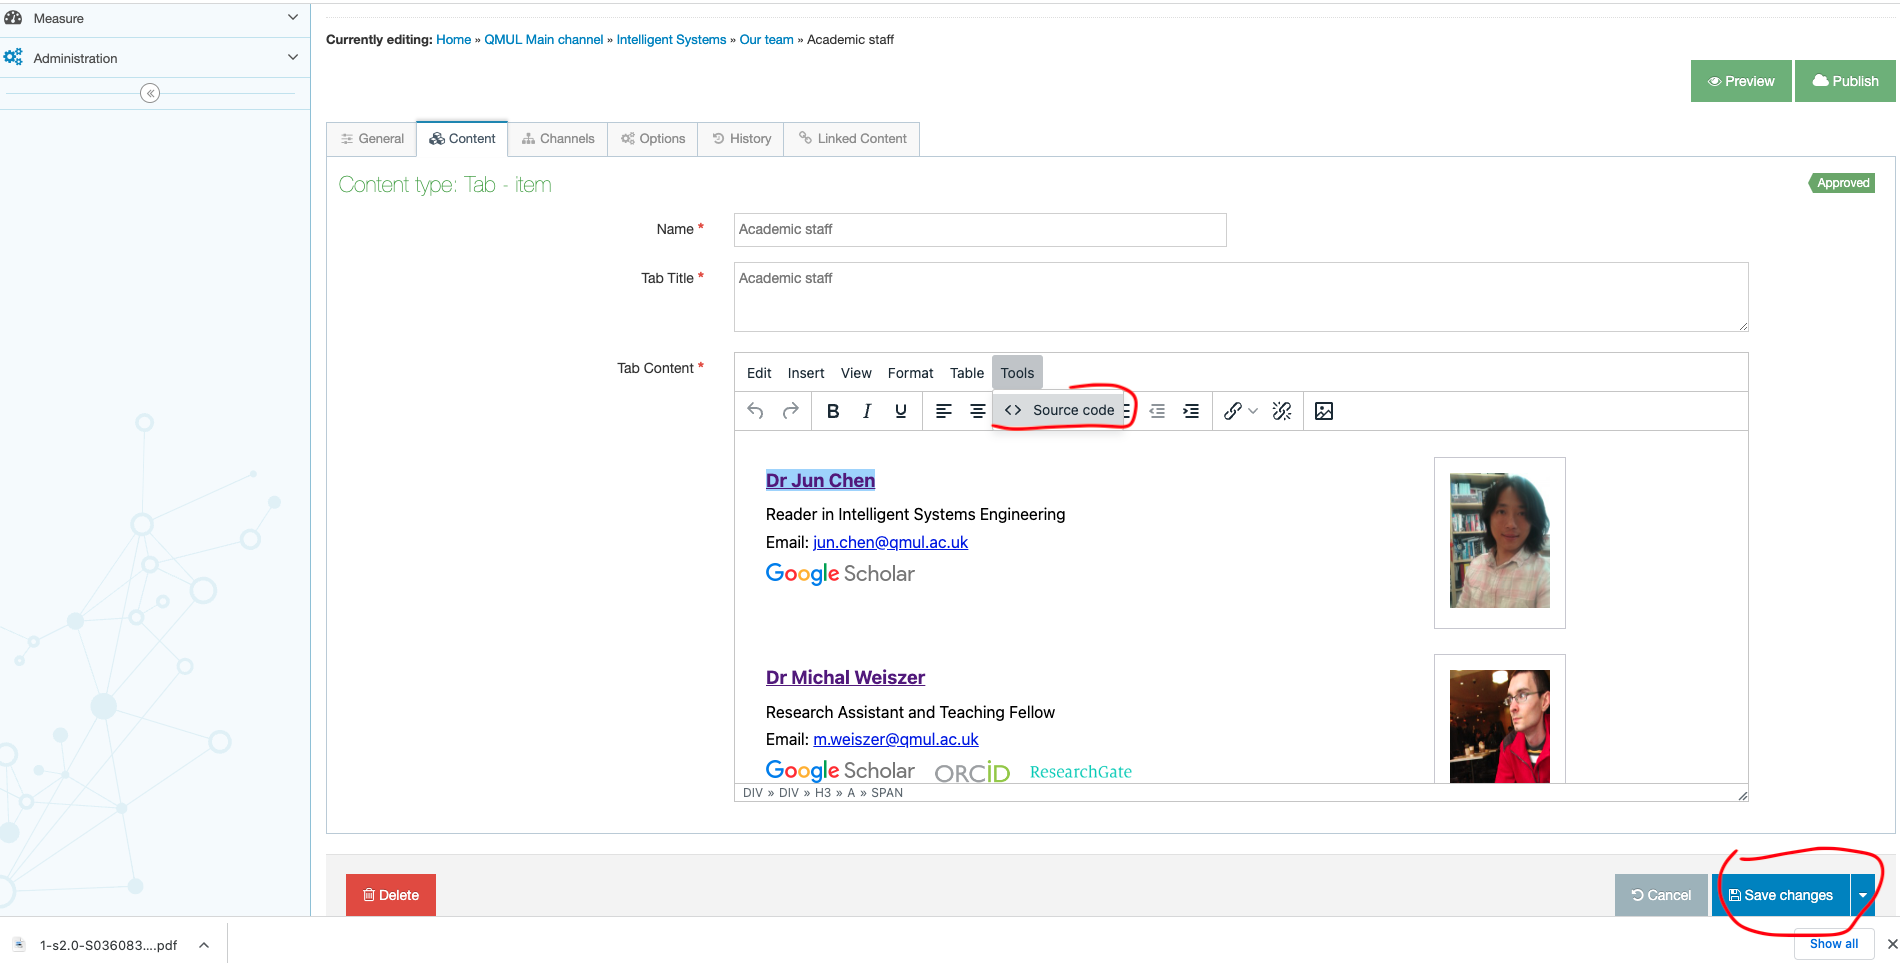 Measure
Administration
Currently editing: Home » QMUL Main channel » Intelligent Systems » Our team » Academic staff
Preview Publish
General Content Channels Options History Linked Content
Content type: Tab - item
Approved
Name * Academic staff
Tab Title * Academic staff
Tab Content *
Edit Insert View Format Table Tools
B I U <> Source code
Dr Jun Chen
Reader in Intelligent Systems Engineering
Email: jun.chen@qmul.ac.uk
Google Scholar
Dr Michal Weiszer
Research Assistant and Teaching Fellow
Email: m.weiszer@qmul.ac.uk
Google Scholar ORCID ResearchGate
DIV » DIV » H3 » A » SPAN
Delete Cancel Save changes
1-s2.0-S036083....pdf Show all